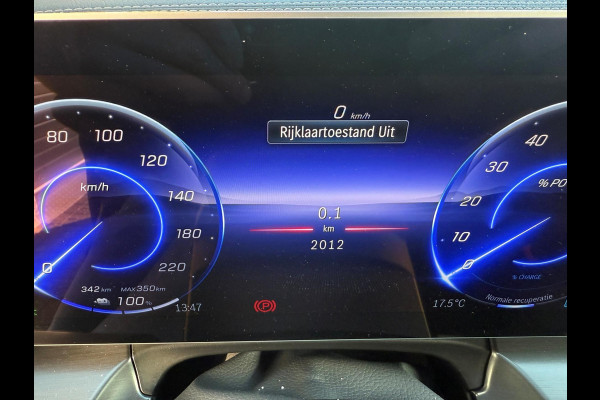 0 km/h
Rijklaartoestand Uit
80 100 120 140 180 220
km/h
0
342 km MAX 350 km
100%
13:47
0.1
km
2012
(P)
40 30 20 10 0
% PO
% CHARGE
17.5°C
Normale recuperatie